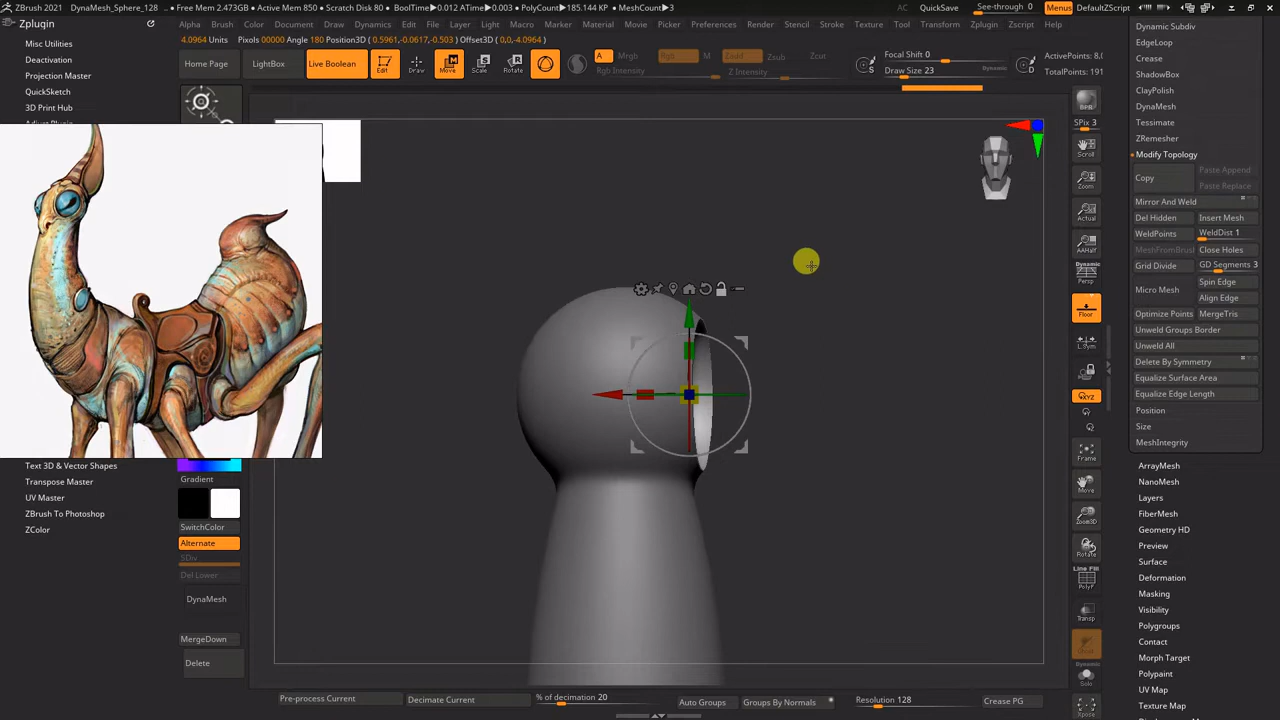 ZBrush 2021 DynaMesh_Sphere_128 • Free Mem 2.473GB • Active Mem 850 • Scratch Disk 80 • BoolTime▸0.012 ATime▸0.003 • PolyCount▸185.144 KP • MeshCount▸3 AC QuickSave See-through 0 Menus DefaultZScript
Zplugin
Alpha Brush Color Document Draw Dynamics Edit File Layer Light Macro Marker Material Movie Picker Preferences Render Stencil Stroke Texture Tool Transform Zplugin Zscript Help
4.0964 Units Pixels 00000 Angle 180 Position3D (0.5961,-0.0617,-0.503) Offset3D (0,0,-4.0964)
Home Page LightBox Live Boolean Edit Draw Move Scale Rotate
A Mrgb Rgb M Zadd Zsub Zcut
Rgb Intensity Z Intensity
Focal Shift 0
Draw Size 23 Dynamic
ActivePoints: 8.0
TotalPoints: 191
Misc Utilities
Deactivation
Projection Master
QuickSketch
3D Print Hub
Text 3D & Vector Shapes
Transpose Master
UV Master
ZBrush To Photoshop
ZColor
Gradient
SwitchColor
Alternate
SDiv
Del Lower
DynaMesh
MergeDown
Delete
BPR
SPix 3
Scroll
Zoom
Actual
AAHalf
Dynamic
Persp
Floor
L.Sym
XYZ
Frame
Move
Zoom3D
Rotate
Line Fill
PolyF
Transp
Ghost
Dynamic
Solo
Xpose
Dynamic Subdiv
EdgeLoop
Crease
ShadowBox
ClayPolish
DynaMesh
Tessimate
ZRemesher
Modify Topology
Copy Paste Append
Paste Replace
Mirror And Weld
Del Hidden Insert Mesh
WeldPoints WeldDist 1
MeshFromBrush Close Holes
Grid Divide GD Segments 3
Micro Mesh Spin Edge
Align Edge
Optimize Points MergeTris
Unweld Groups Border
Unweld All
Delete By Symmetry
Equalize Surface Area
Equalize Edge Length
Position
Size
MeshIntegrity
ArrayMesh
NanoMesh
Layers
FiberMesh
Geometry HD
Preview
Surface
Deformation
Masking
Visibility
Polygroups
Contact
Morph Target
Polypaint
UV Map
Texture Map
Pre-process Current Decimate Current % of decimation 20 Auto Groups Groups By Normals Resolution 128 Crease PG